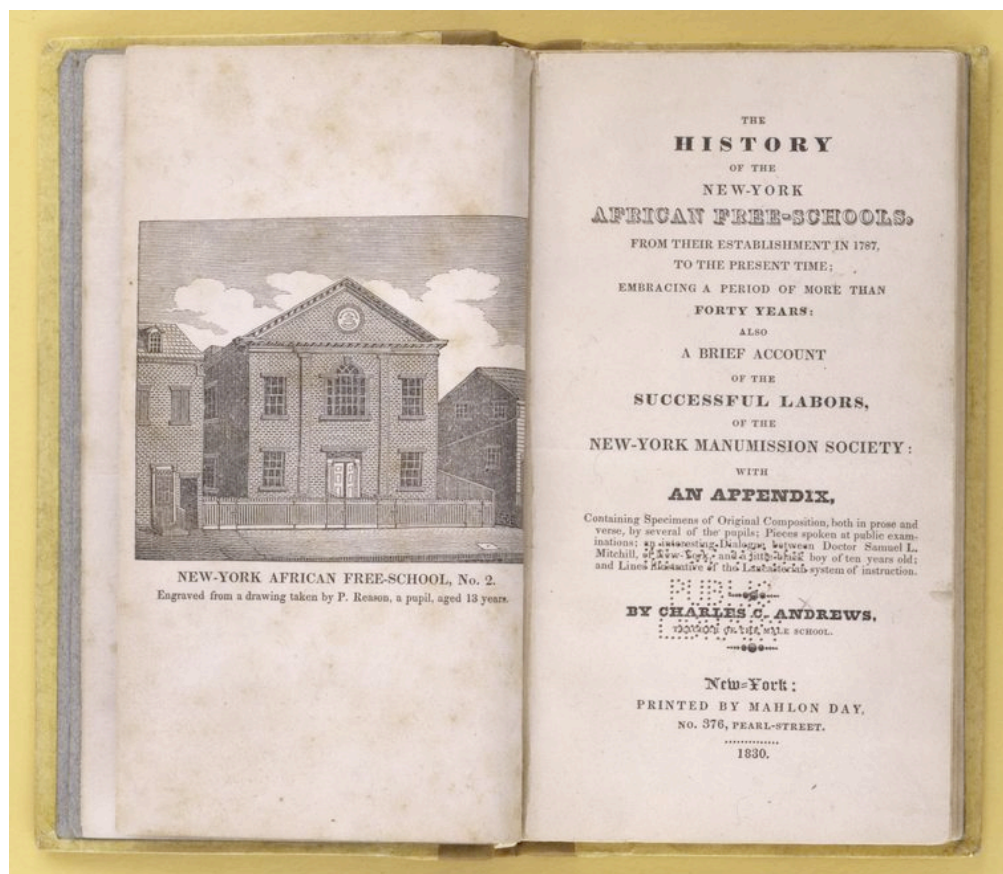 NEW-YORK AFRICAN FREE-SCHOOL, No. 2.
Engraved from a drawing taken by P. Reason, a pupil, aged 13 years.
THE
HISTORY
OF THE
NEW-YORK
AFRICAN FREE-SCHOOLS,
FROM THEIR ESTABLISHMENT IN 1787,
TO THE PRESENT TIME;
EMBRACING A PERIOD OF MORE THAN
FORTY YEARS:
ALSO
A BRIEF ACCOUNT
OF THE
SUCCESSFUL LABORS,
OF THE
NEW-YORK MANUMISSION SOCIETY:
WITH
AN APPENDIX,
Containing Specimens of Original Composition, both in prose and
verse, by several of the pupils; Pieces spoken at public exam-
inations; an interesting Dialogue between Doctor Samuel L.
Mitchill, of New-York, and a little black boy of ten years old;
and Lines illustrative of the Lancasterian system of instruction.
PUBLIC
BY CHARLES C. ANDREWS,
OF THE MALE SCHOOL.
New-York:
PRINTED BY MAHLON DAY,
NO. 376, PEARL-STREET.
1830.